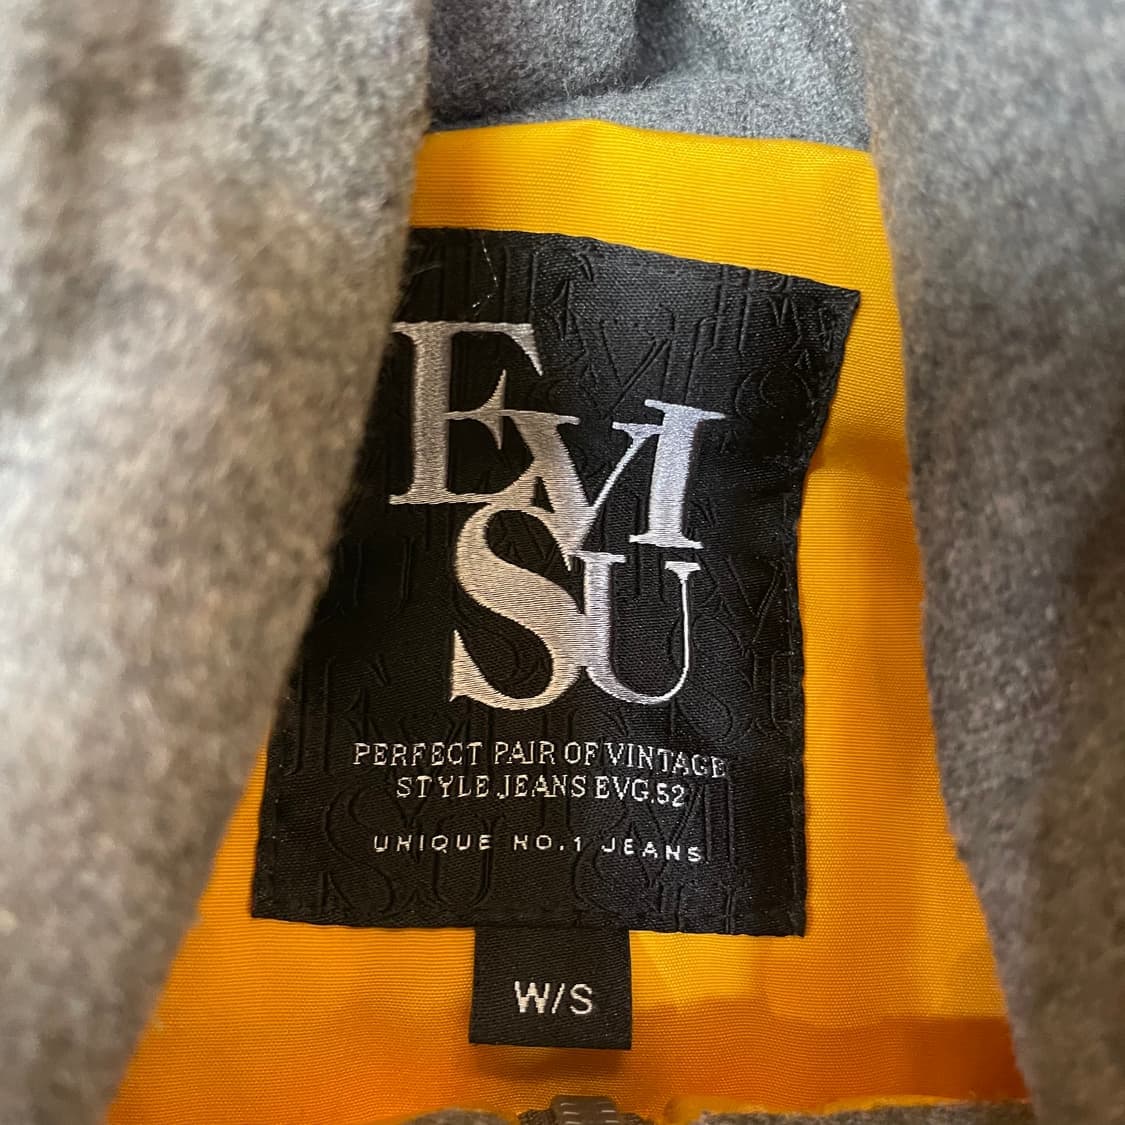 EVI
SU
PERFECT PAIR OF VINTAGE
STYLE JEANS EVG.52
UNIQUE NO.1 JEANS
W/S